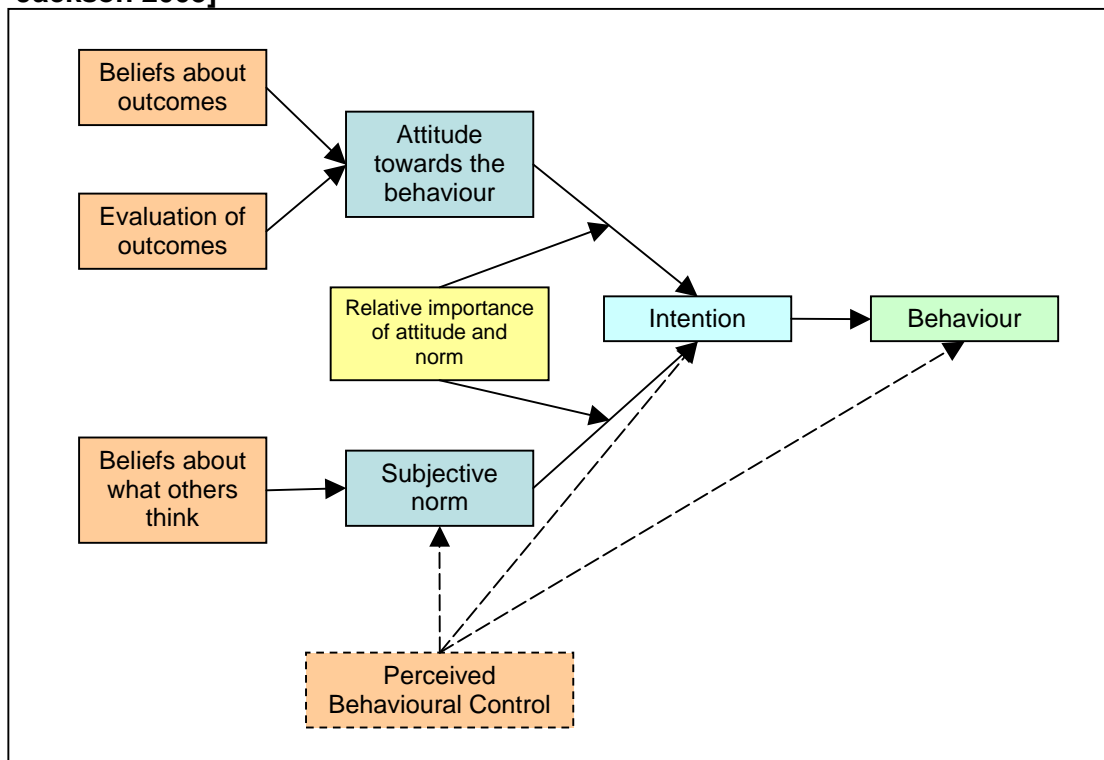 Beliefs about
outcomes
Attitude
towards the
behaviour
Evaluation of
outcomes
Relative importance
of attitude and
norm
Intention
Behaviour
Beliefs about
what others
think
Subjective
norm
Perceived
Behavioural Control